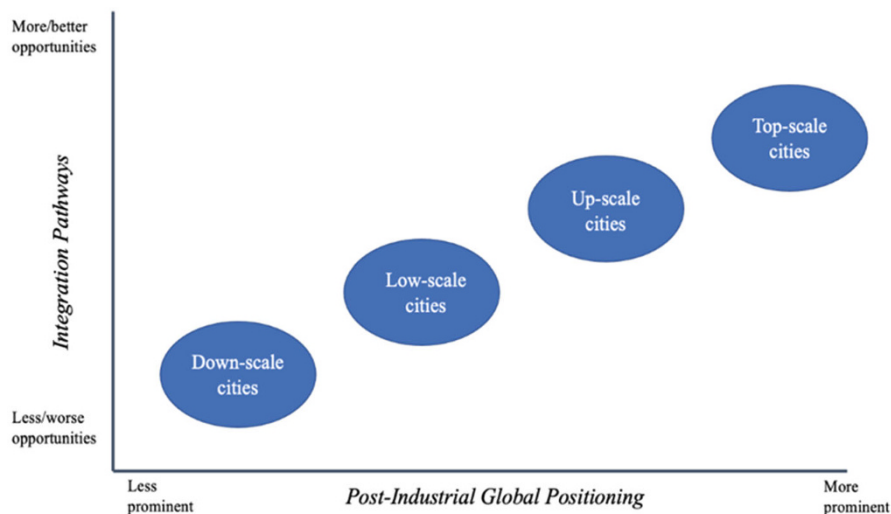 More/better
opportunities
Integration Pathways
Top-scale
cities
Up-scale
cities
Low-scale
cities
Down-scale
cities
Less/worse
opportunities
Less
prominent
Post-Industrial Global Positioning
More
prominent